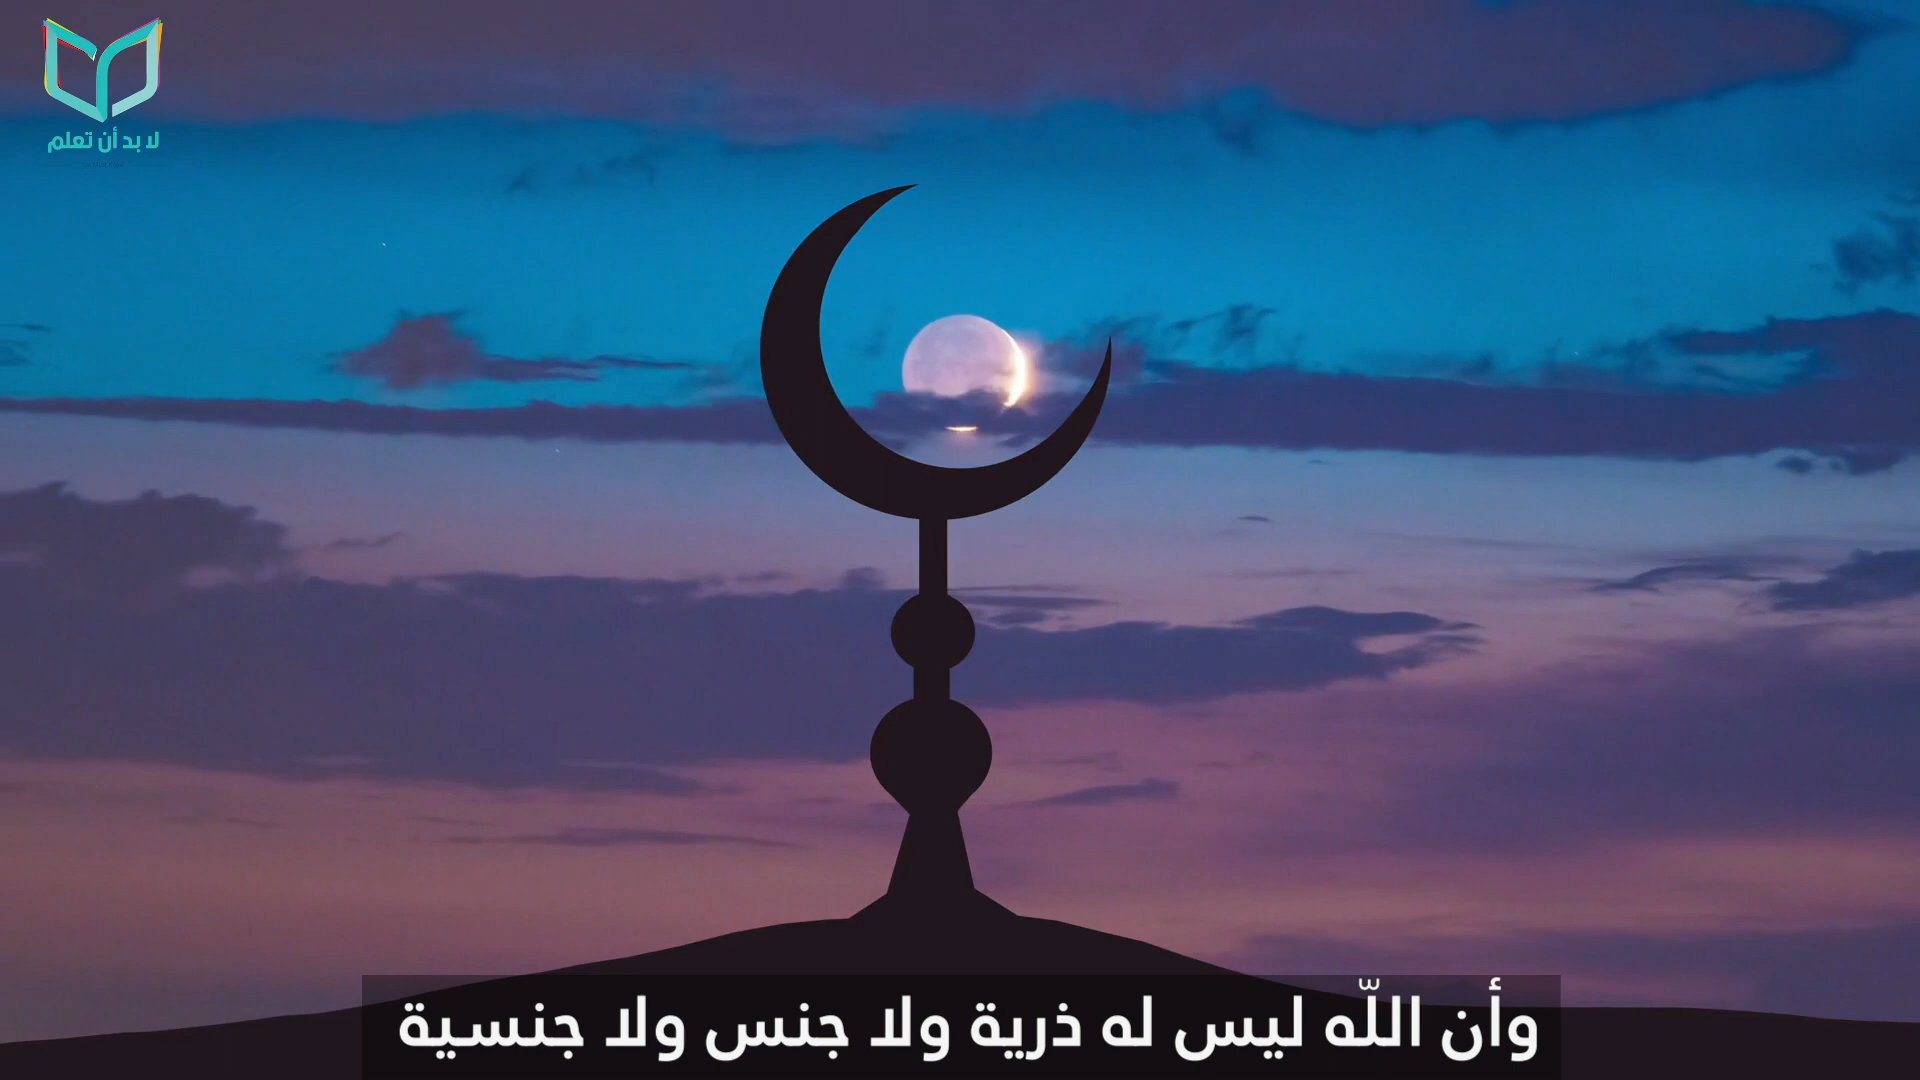 لا بد أن تعلم
وأن اللّٰه ليس له ذرية ولا جنس ولا جنسية